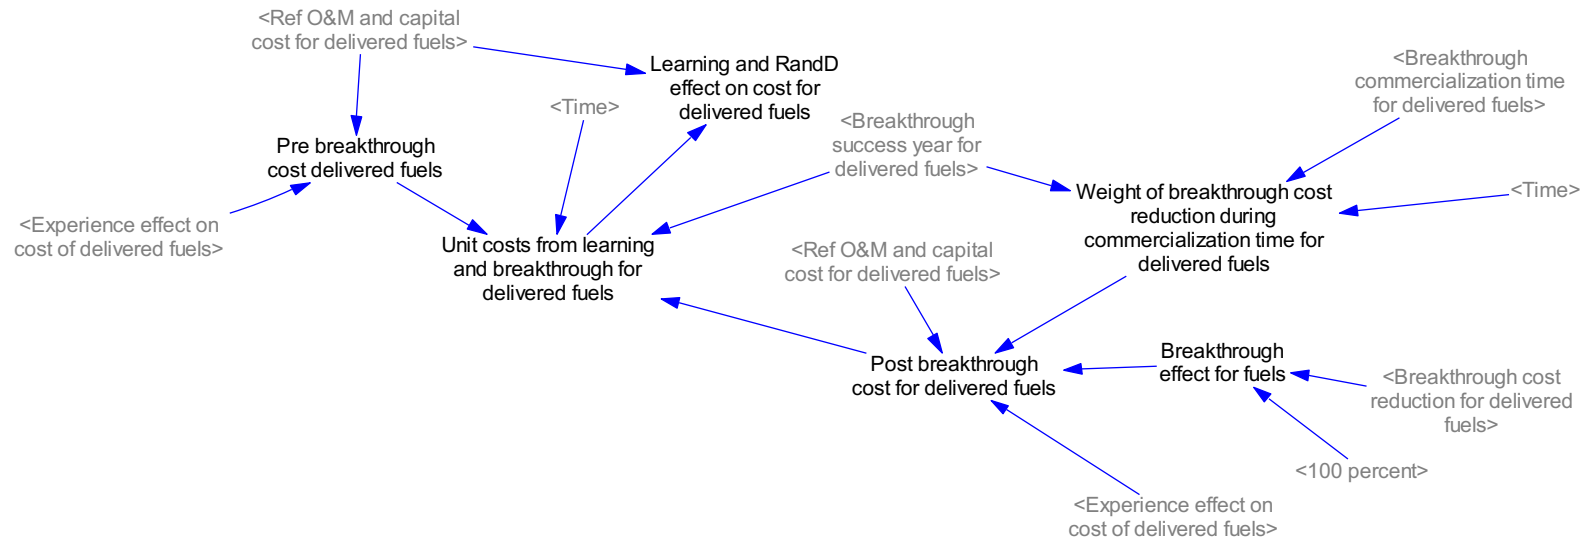 <Ref O&M and capital
cost for delivered fuels>
Learning and RandD
effect on cost for
delivered fuels
<Breakthrough
commercialization time
for delivered fuels>
<Time>
<Breakthrough
success year for
delivered fuels>
Pre breakthrough
cost delivered fuels
Weight of breakthrough cost
reduction during
commercialization time for
delivered fuels
<Time>
<Experience effect on
cost of delivered fuels>
Unit costs from learning
and breakthrough for
delivered fuels
<Ref O&M and capital
cost for delivered fuels>
Post breakthrough
cost for delivered fuels
Breakthrough
effect for fuels
<Breakthrough cost
reduction for delivered
fuels>
<100 percent>
<Experience effect on
cost of delivered fuels>